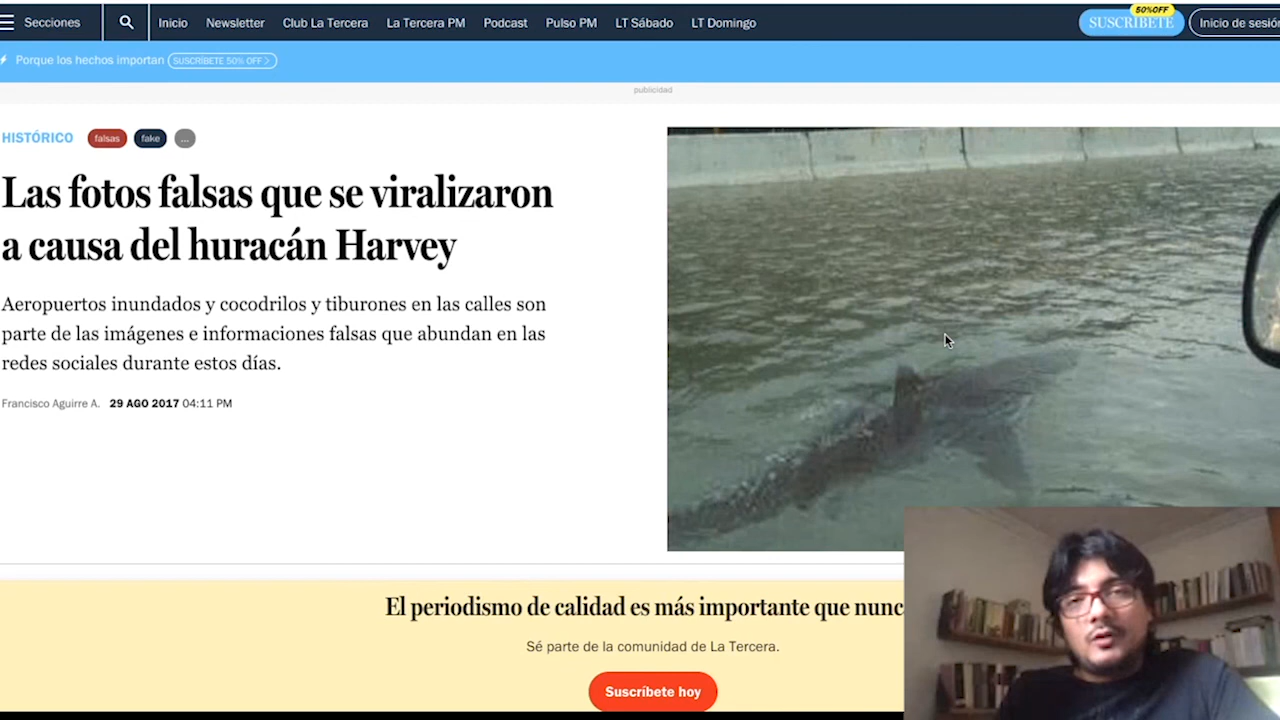 Secciones
Inicio
Newsletter
Club La Tercera
La Tercera PM
Podcast
Pulso PM
LT Sábado
LT Domingo
50%OFF
SUSCRÍBETE
Inicio de sesión
Porque los hechos importan
SUSCRÍBETE 50% OFF >
publicidad
HISTÓRICO
falsas
fake
...
Las fotos falsas que se viralizaron
a causa del huracán Harvey
Aeropuertos inundados y cocodrilos y tiburones en las calles son
parte de las imágenes e informaciones falsas que abundan en las
redes sociales durante estos días.
Francisco Aguirre A. 29 AGO 2017 04:11 PM
El periodismo de calidad es más importante que nunc
Sé parte de la comunidad de La Tercera.
Suscríbete hoy